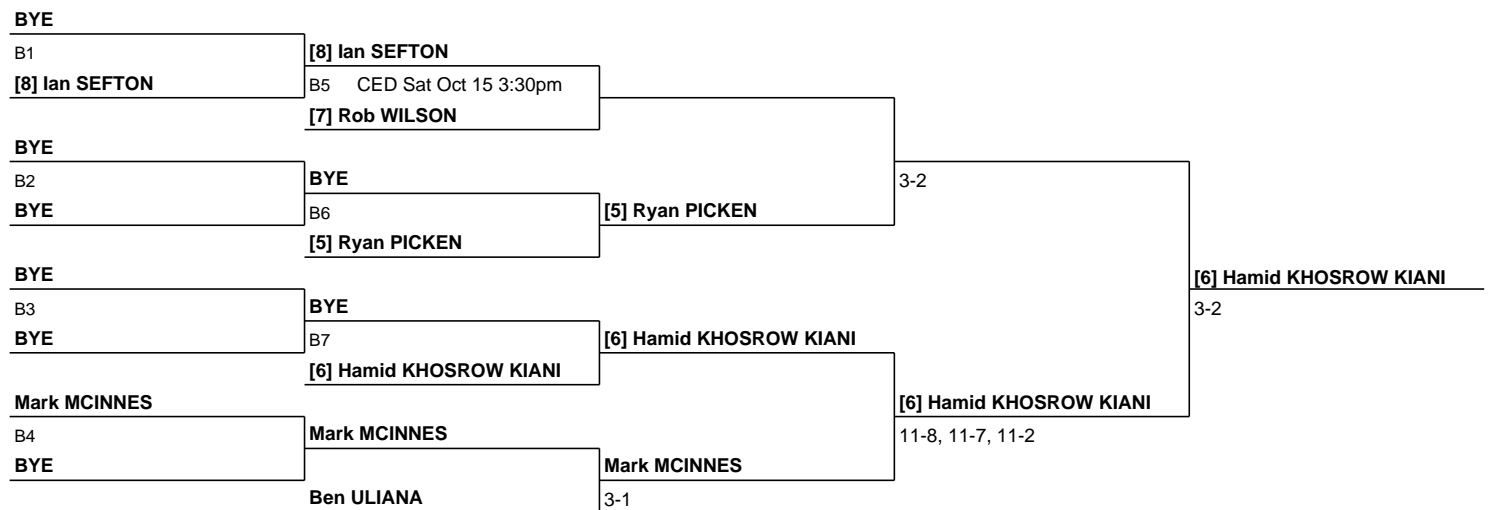 BYE
B1
[8] Ian SEFTON
[8] Ian SEFTON
B5 CED Sat Oct 15 3:30pm
[7] Rob WILSON
BYE
B2
BYE
BYE
B6
[5] Ryan PICKEN
[5] Ryan PICKEN
3-2
BYE
B3
BYE
BYE
B7
[6] Hamid KHOSROW KIANI
[6] Hamid KHOSROW KIANI
[6] Hamid KHOSROW KIANI
3-2
Mark MCINNES
B4
BYE
Mark MCINNES
Ben ULIANA
Mark MCINNES
3-1
[6] Hamid KHOSROW KIANI
11-8, 11-7, 11-2